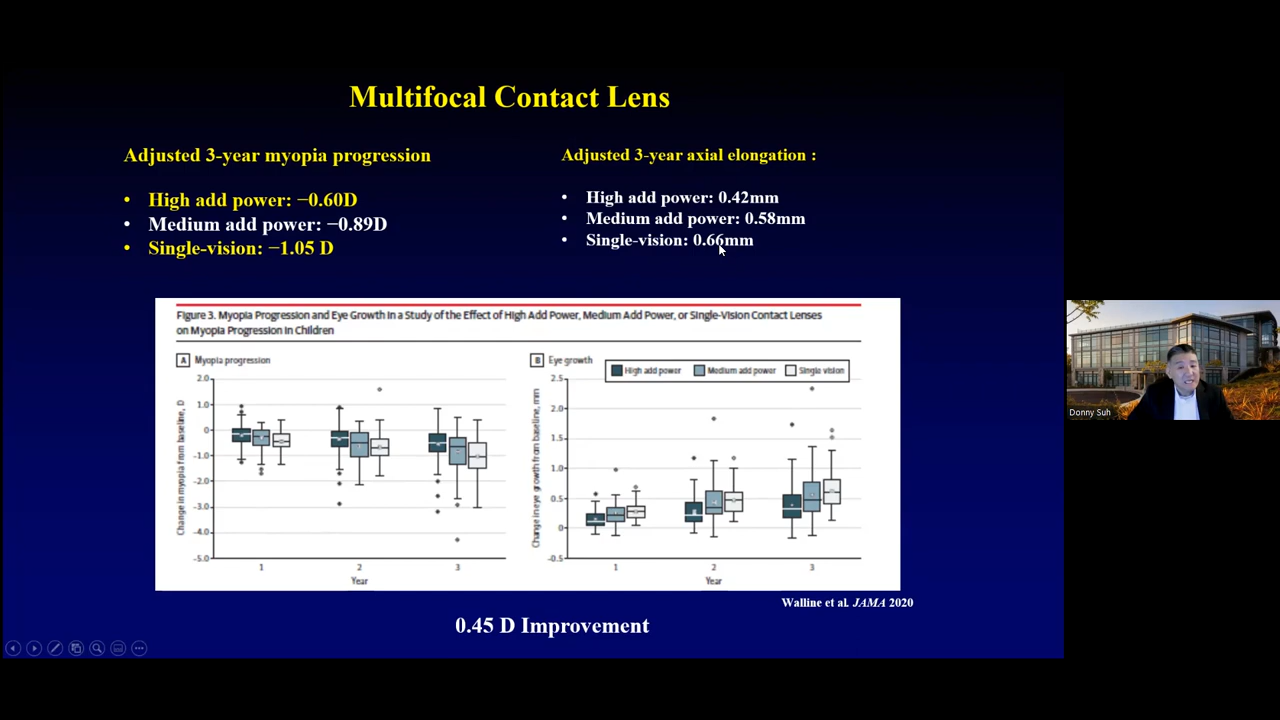 Multifocal Contact Lens
Adjusted 3-year myopia progression
• High add power: −0.60D
• Medium add power: −0.89D
• Single-vision: −1.05 D
Adjusted 3-year axial elongation :
• High add power: 0.42mm
• Medium add power: 0.58mm
• Single-vision: 0.66mm
Figure 3. Myopia Progression and Eye Growth in a Study of the Effect of High Add Power, Medium Add Power, or Single-Vision Contact Lenses
on Myopia Progression in Children
A Myopia progression
Change in myopia from baseline, D
2.0
1.0
0
-1.0
-2.0
-3.0
-4.0
-5.0
1 2 3
Year
B Eye growth
High add power Medium add power Single vision
Change in eye growth from baseline, mm
2.5
2.0
1.5
1.0
0.5
0
-0.5
1 2 3
Year
Walline et al. JAMA 2020
0.45 D Improvement
Donny Suh